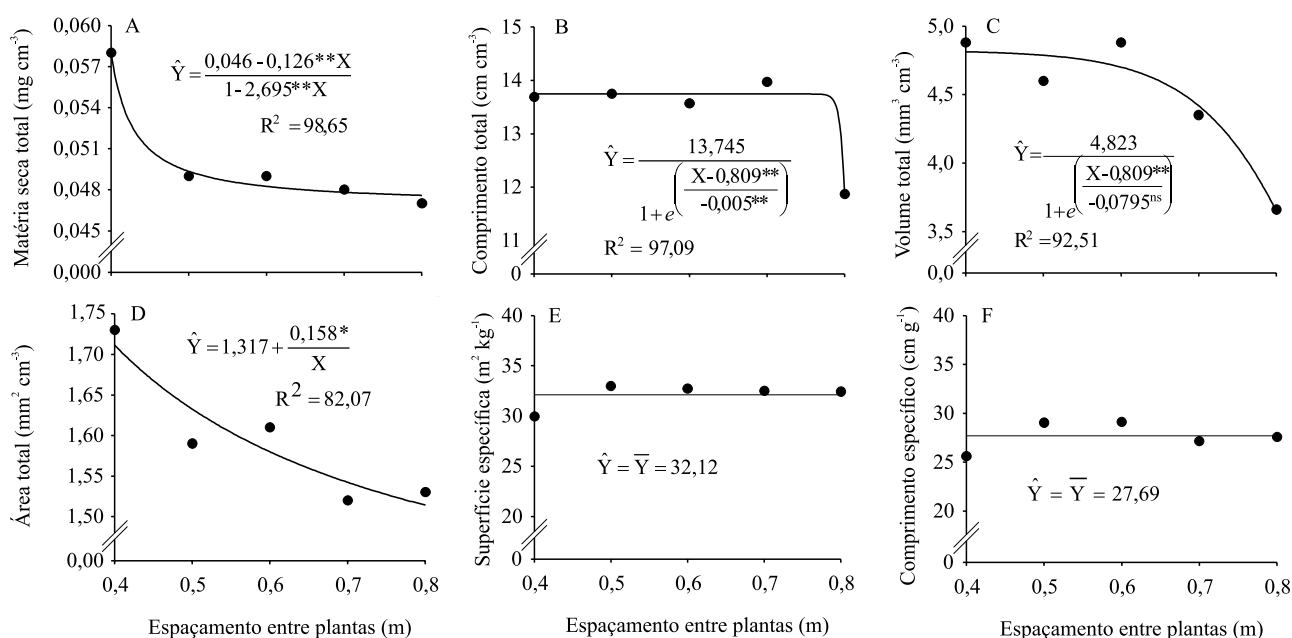 A
Matéria seca total (mg cm⁻³)
0,060
0,057
0,054
0,051
0,048
0,045
0,000
Ŷ = (0,046 - 0,126**X) / (1 - 2,695**X)
R² = 98,65
B
Comprimento total (cm cm⁻³)
15
14
13
12
11
0
Ŷ = 13,745 / (1 + e^((X - 0,809**) / -0,005**))
R² = 97,09
C
Volume total (mm³ cm⁻³)
5,0
4,5
4,0
3,5
0,0
Ŷ = 4,823 / (1 + e^((X - 0,809**) / -0,0795ⁿˢ))
R² = 92,51
D
Área total (mm² cm⁻³)
1,75
1,70
1,65
1,60
1,55
1,50
0,00
Ŷ = 1,317 + 0,158* / X
R² = 82,07
0,4 0,5 0,6 0,7 0,8
Espaçamento entre plantas (m)
E
Superfície específica (m² kg⁻¹)
40
35
30
25
20
0
Ŷ = Y̅ = 32,12
0,4 0,5 0,6 0,7 0,8
Espaçamento entre plantas (m)
F
Comprimento específico (cm g⁻¹)
40
35
30
25
20
0
Ŷ = Y̅ = 27,69
0,4 0,5 0,6 0,7 0,8
Espaçamento entre plantas (m)